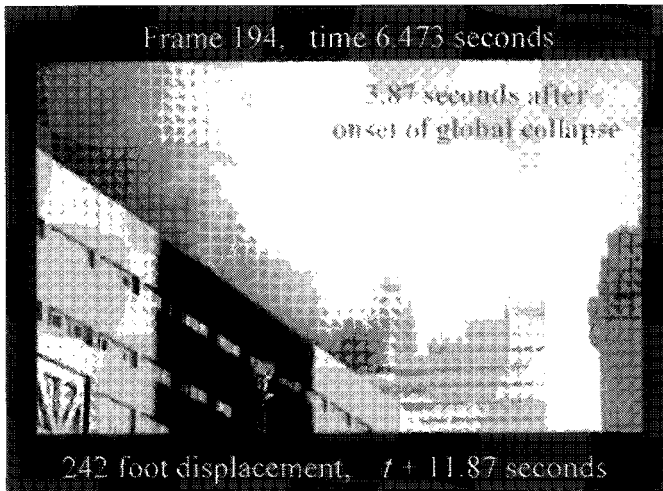 Frame 194, time 6.473 seconds
3.87 seconds after
onset of global collapse
242 foot displacement, t + 11.87 seconds